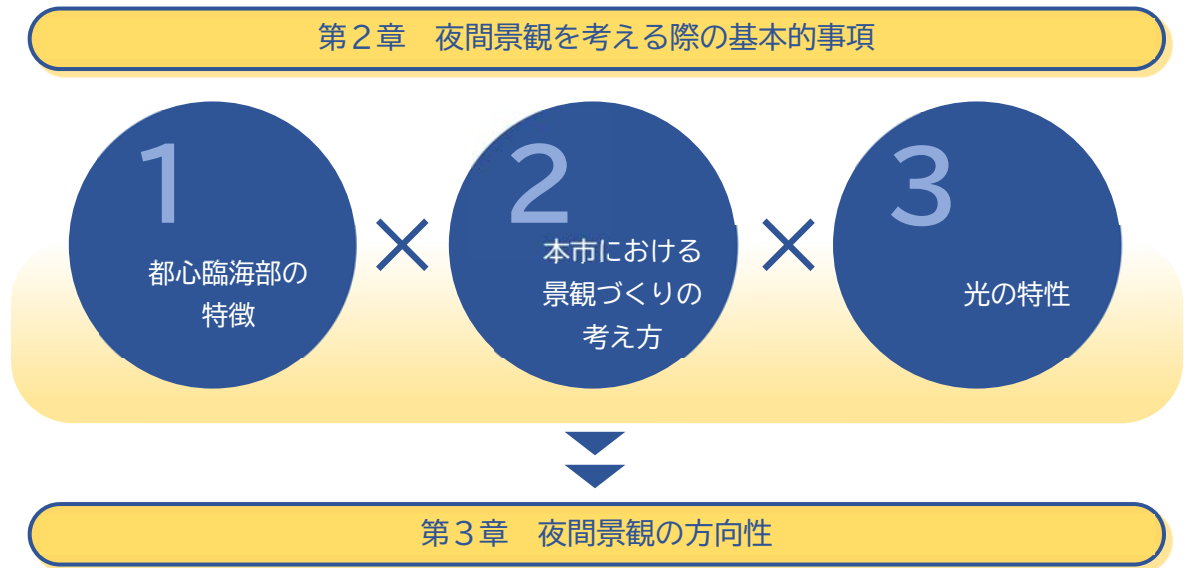 第２章　夜間景観を考える際の基本的事項
1
都心臨海部の
特徴
×
2
本市における
景観づくりの
考え方
×
3
光の特性
第３章　夜間景観の方向性